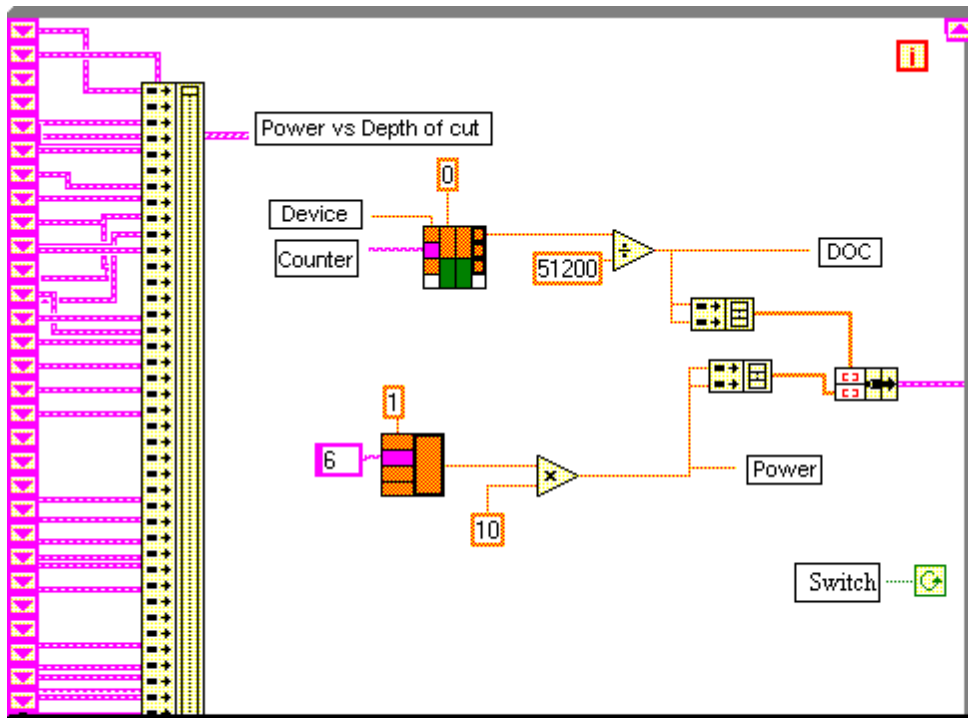 i
Power vs Depth of cut
0
Device
Counter
51200
÷
DOC
1
6
x
10
Power
Switch